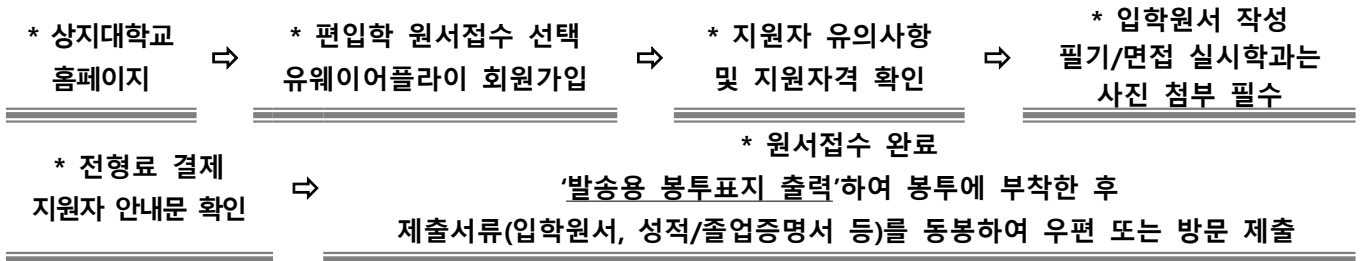 * 상지대학교
홈페이지
⇨
* 편입학 원서접수 선택
유웨이어플라이 회원가입
⇨
* 지원자 유의사항
및 지원자격 확인
⇨
* 입학원서 작성
필기/면접 실시학과는
사진 첨부 필수
* 전형료 결제
지원자 안내문 확인
⇨
* 원서접수 완료
‘발송용 봉투표지 출력’하여 봉투에 부착한 후
제출서류(입학원서, 성적/졸업증명서 등)를 동봉하여 우편 또는 방문 제출